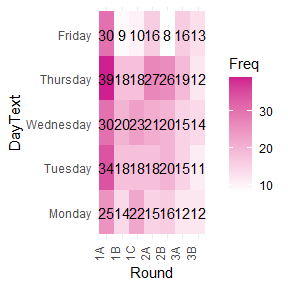 Friday 30 9 10 16 8 16 13
Thursday 39 18 18 27 26 19 12
Wednesday 30 20 23 21 20 15 14
Tuesday 34 18 18 18 20 15 11
Monday 25 14 22 15 16 12 12
1A 1B 1C 2A 2B 3A 3B
Round
DayText
Freq
30
20
10